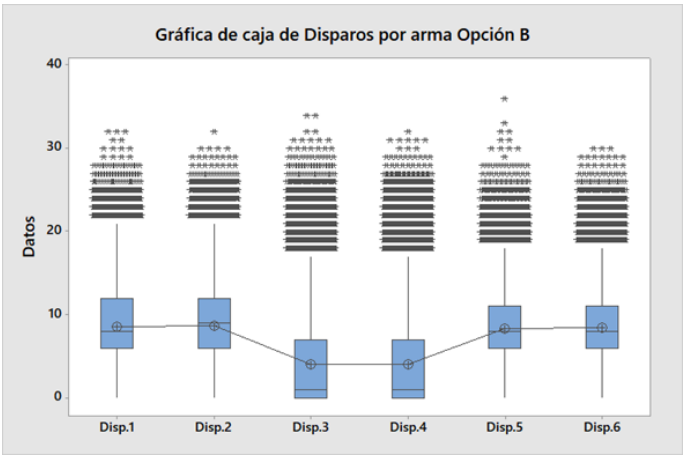 Gráfica de caja de Disparos por arma Opción B
40
30
20
10
0
Datos
Disp.1 Disp.2 Disp.3 Disp.4 Disp.5 Disp.6